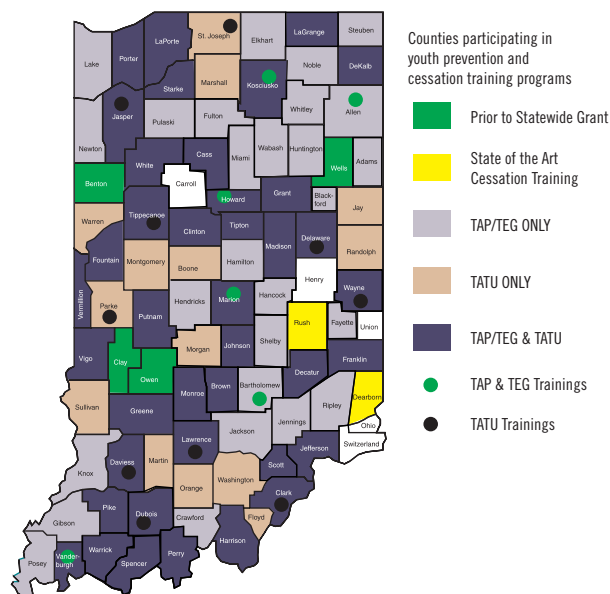 Steuben
LaGrange
St. Joseph
Elkhart
LaPorte
Porter
Lake
Noble
DeKalb
Marshall
Kosciusko
Starke
Whitley
Allen
Jasper
Fulton
Pulaski
Newton
Wabash
Huntington
Miami
Cass
White
Wells
Adams
Carroll
Benton
Howard
Grant
Black-
ford
Jay
Warren
Tippecanoe
Tipton
Clinton
Madison
Delaware
Randolph
Fountain
Montgomery
Boone
Hamilton
Henry
Wayne
Vermillion
Parke
Hendricks
Marion
Hancock
Putnam
Rush
Fayette
Union
Shelby
Morgan
Johnson
Vigo
Clay
Owen
Franklin
Decatur
Monroe
Brown
Bartholomew
Dearborn
Sullivan
Greene
Ripley
Jennings
Ohio
Jackson
Lawrence
Switzerland
Jefferson
Knox
Daviess
Martin
Scott
Washington
Orange
Clark
Pike
Dubois
Crawford
Floyd
Gibson
Harrison
Posey
Vander-
burgh
Warrick
Perry
Spencer
Counties participating in
youth prevention and
cessation training programs
Prior to Statewide Grant
State of the Art
Cessation Training
TAP/TEG ONLY
TATU ONLY
TAP/TEG & TATU
TAP & TEG Trainings
TATU Trainings